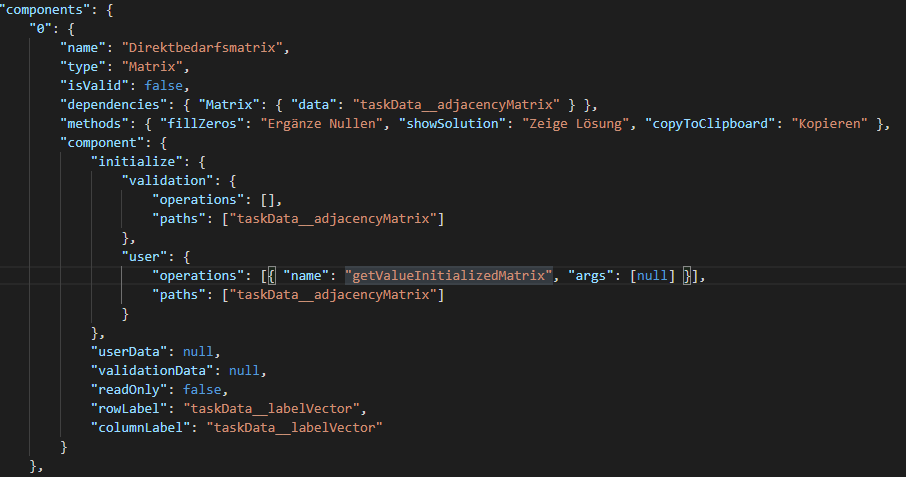 "components": {
"0": {
"name": "Direktbedarfsmatrix",
"type": "Matrix",
"isValid": false,
"dependencies": { "Matrix": { "data": "taskData__adjacencyMatrix" } },
"methods": { "fillZeros": "Ergänze Nullen", "showSolution": "Zeige Lösung", "copyToClipboard": "Kopieren" },
"component": {
"initialize": {
"validation": {
"operations": [],
"paths": ["taskData__adjacencyMatrix"]
},
"user": {
"operations": [{ "name": "getValueInitializedMatrix", "args": [null] }],
"paths": ["taskData__adjacencyMatrix"]
}
},
"userData": null,
"validationData": null,
"readOnly": false,
"rowLabel": "taskData__labelVector",
"columnLabel": "taskData__labelVector"
}
},